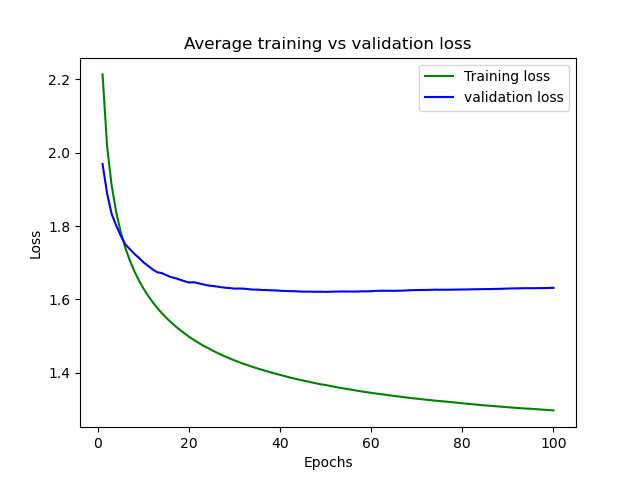 Average training vs validation loss
Training loss
validation loss
2.2
2.0
1.8
1.6
1.4
Loss
0 20 40 60 80 100
Epochs